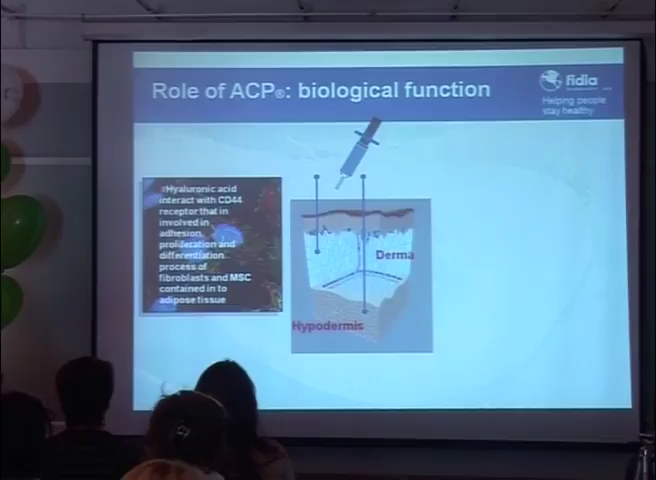 Role of ACP®: biological function
fidia
Helping people
stay healthy
Hyaluronic acid
interact with CD44
receptor that in
involved in
adhesion,
prolifecation and
differentiation
process of
fibroblasts and MSC
contained in to
adipose tissue
Derma
Hypodermis